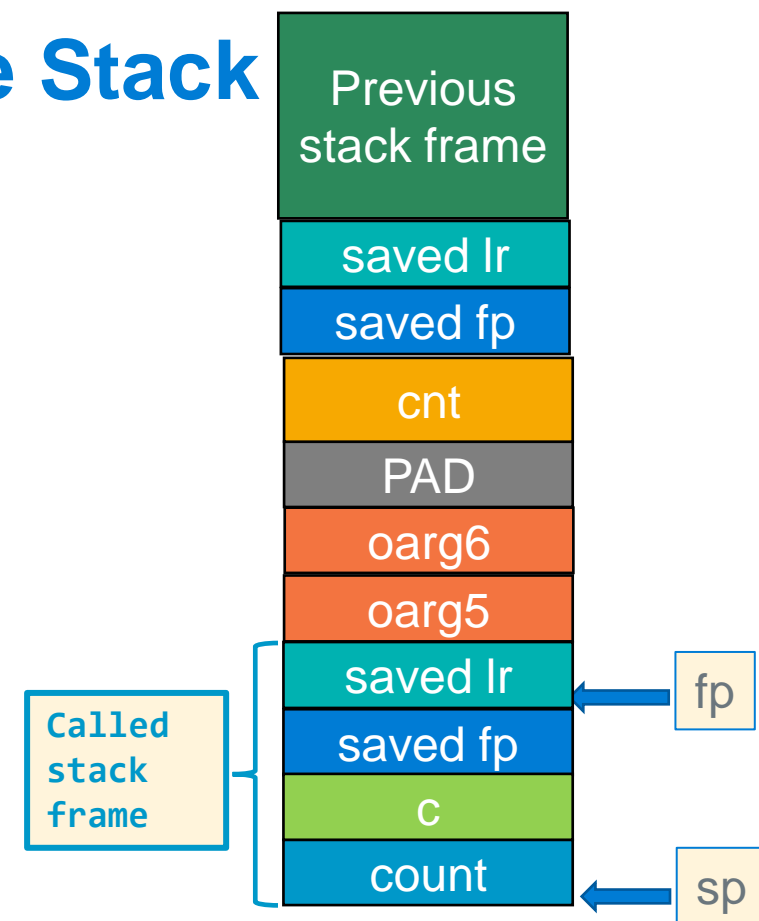 e Stack
Previous
stack frame
saved lr
saved fp
cnt
PAD
oarg6
oarg5
saved lr
fp
Called
stack
frame
saved fp
c
count
sp